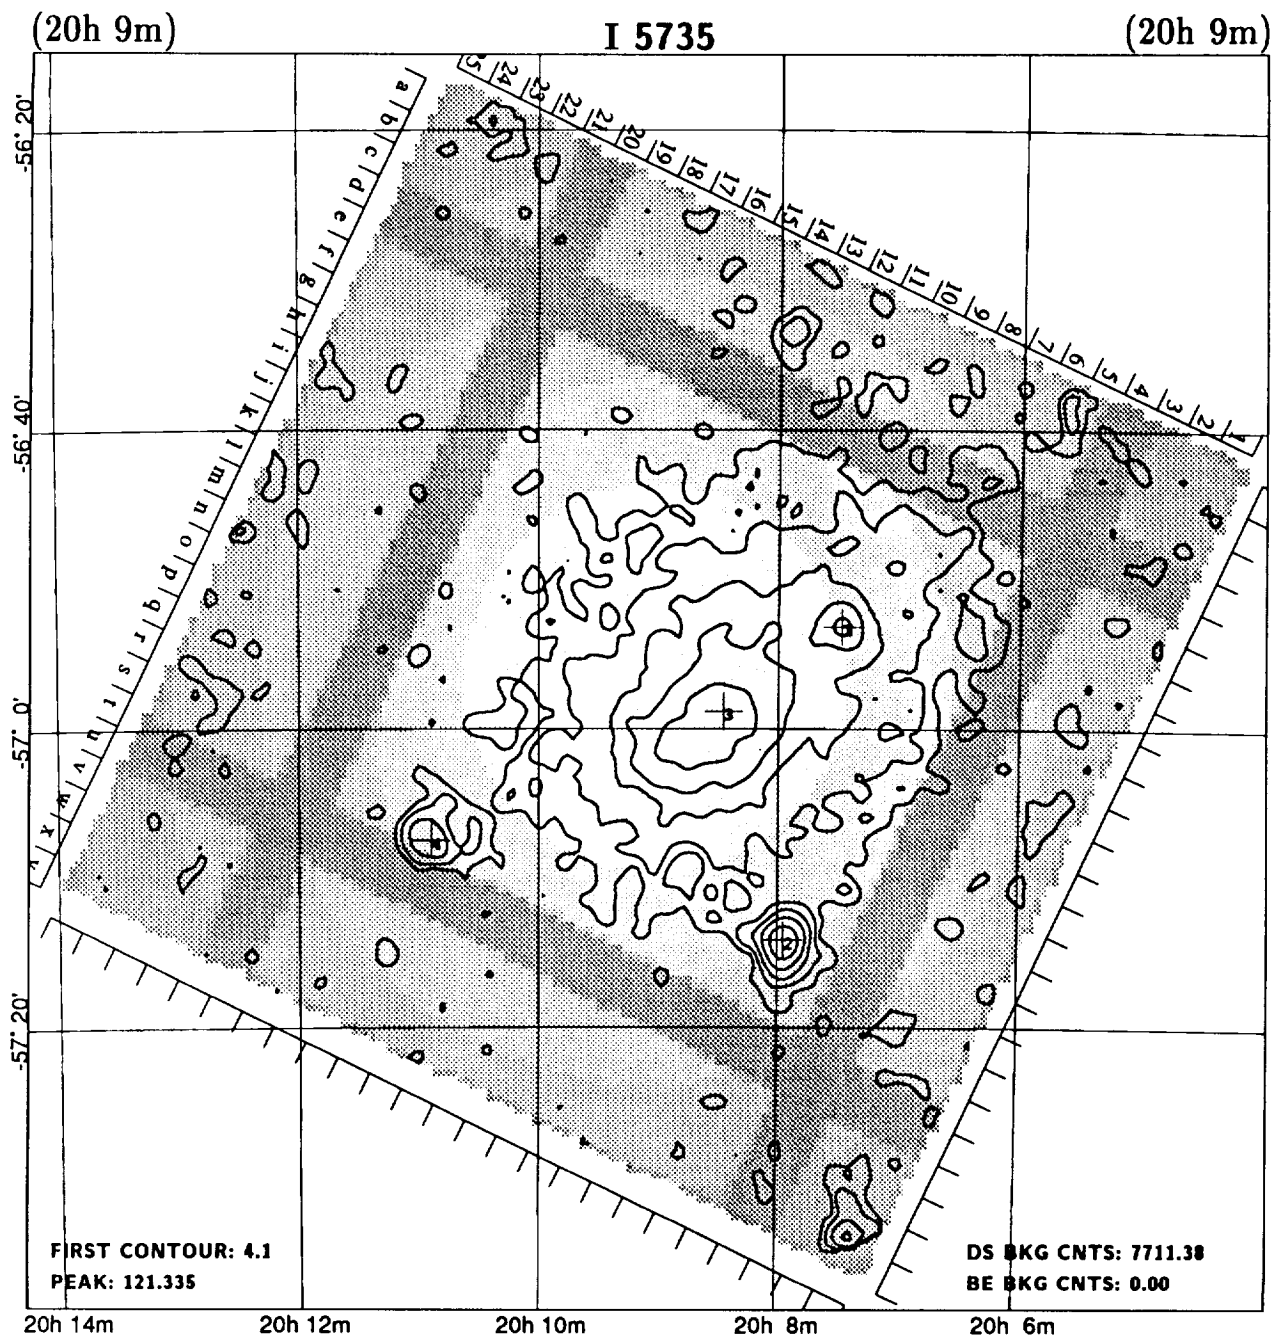 (20h 9m)
I 5735
(20h 9m)
25 24 23 22 21 20 19 18 17 16 15 14 13 12 11 10 9 8 7 6 5 4 3 2 1
a b c d e f g h i j k l m n o p q r s t u v w x y
-56° 20'
-56° 40'
-57° 0'
-57° 20'
3
2
4
FIRST CONTOUR: 4.1
PEAK: 121.335
DS BKG CNTS: 7711.38
BE BKG CNTS: 0.00
20h 14m
20h 12m
20h 10m
20h 8m
20h 6m